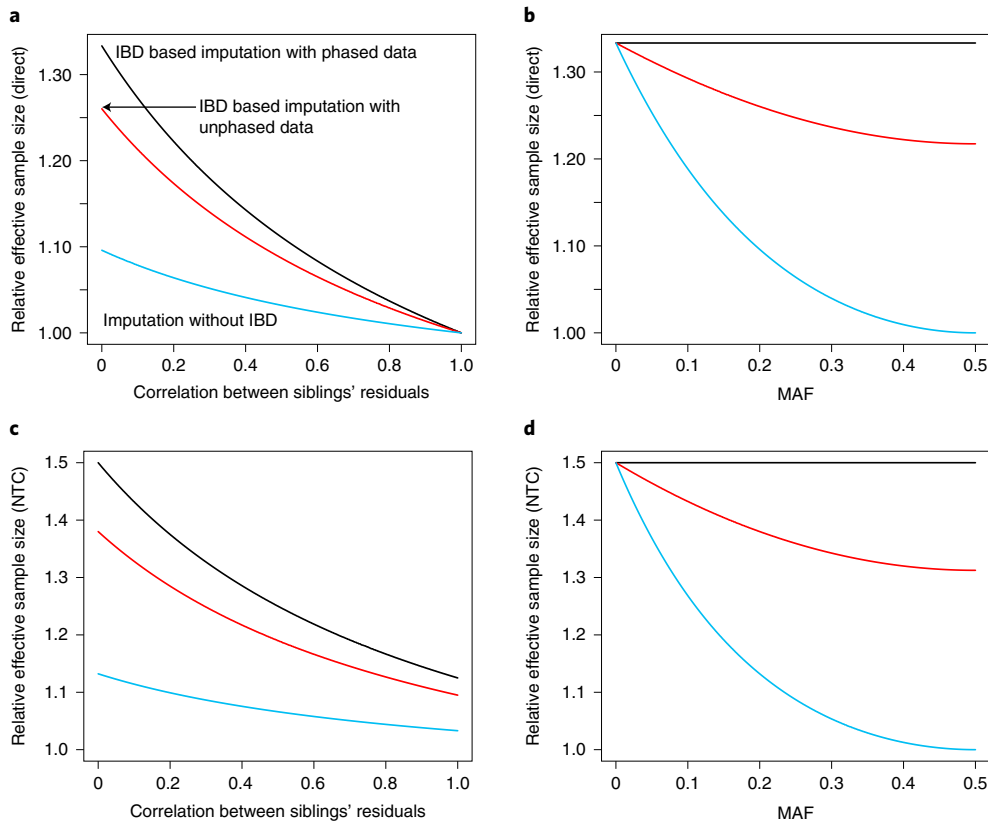 a
Relative effective sample size (direct)
1.30
1.20
1.10
1.00
IBD based imputation with phased data
IBD based imputation with
unphased data
Imputation without IBD
0 0.2 0.4 0.6 0.8 1.0
Correlation between siblings' residuals
b
Relative effective sample size (direct)
1.30
1.20
1.10
1.00
0 0.1 0.2 0.3 0.4 0.5
MAF
c
Relative effective sample size (NTC)
1.5
1.4
1.3
1.2
1.1
1.0
0 0.2 0.4 0.6 0.8 1.0
Correlation between siblings' residuals
d
Relative effective sample size (NTC)
1.5
1.4
1.3
1.2
1.1
1.0
0 0.1 0.2 0.3 0.4 0.5
MAF